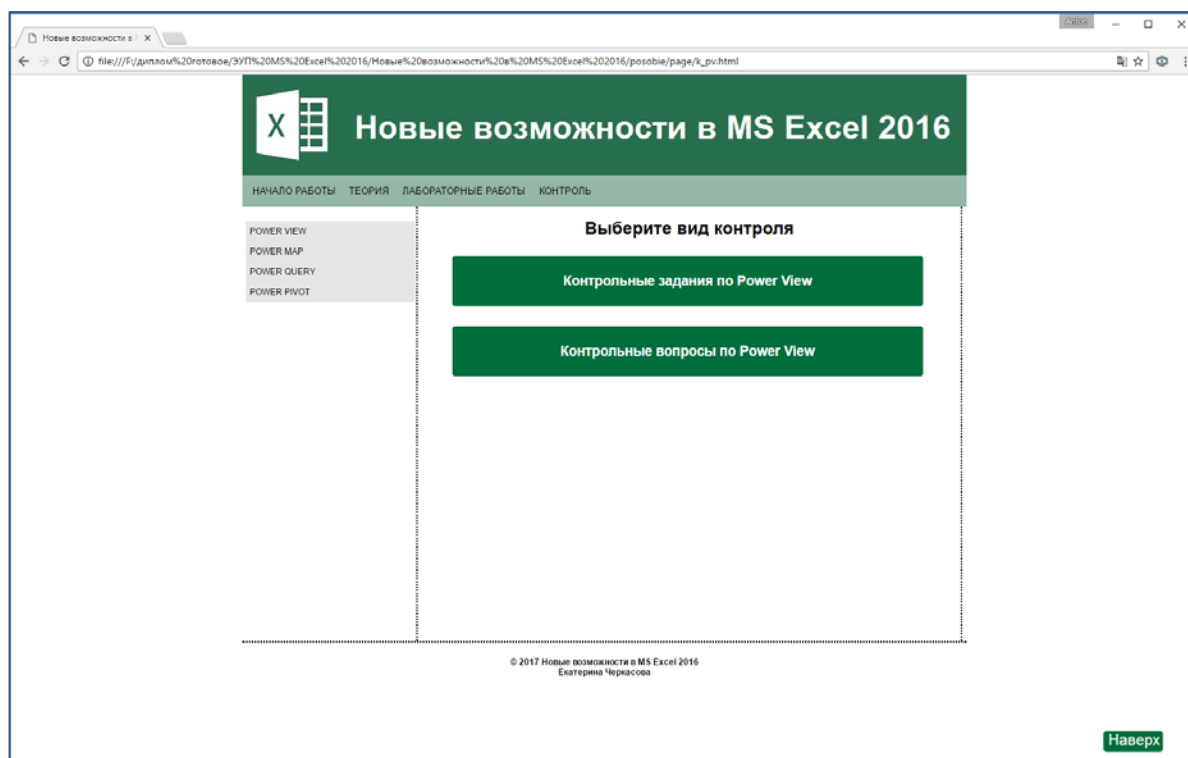 Новые возможности в
Anton
file:///F:/диплом%20готовое/ЭУП%20MS%20Excel%202016/Новые%20возможности%20в%20MS%20Excel%202016/posobie/page/k_pv.html
X
Новые возможности в MS Excel 2016
НАЧАЛО РАБОТЫ ТЕОРИЯ ЛАБОРАТОРНЫЕ РАБОТЫ КОНТРОЛЬ
POWER VIEW
POWER MAP
POWER QUERY
POWER PIVOT
Выберите вид контроля
Контрольные задания по Power View
Контрольные вопросы по Power View
© 2017 Новые возможности в MS Excel 2016
Екатерина Черкасова
Наверх